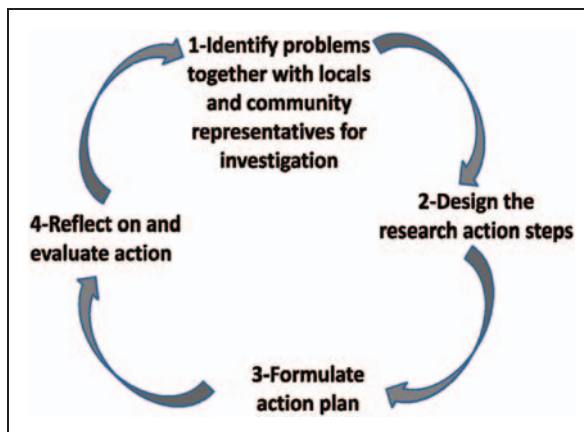 1-Identify problems
together with locals
and community
representatives for
investigation
2-Design the
research action steps
3-Formulate
action plan
4-Reflect on and
evaluate action